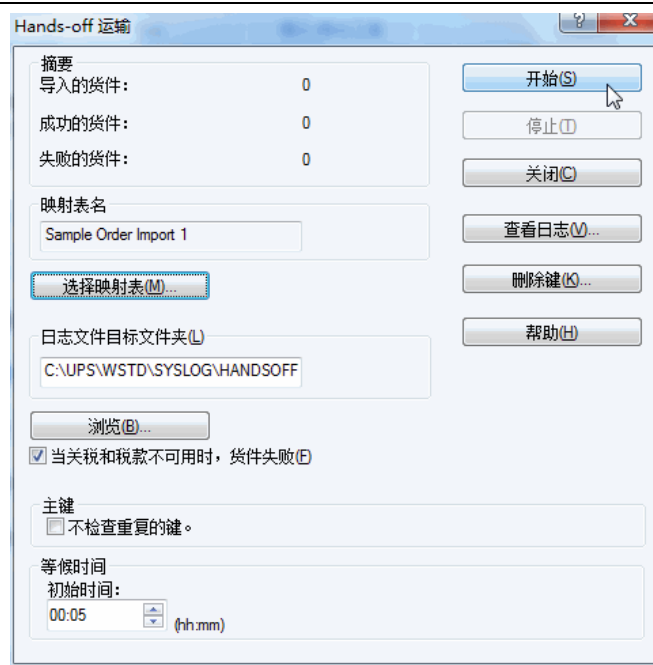 Hands-off 运输
摘要
导入的货件： 0
成功的货件： 0
失败的货件： 0
映射表名
Sample Order Import 1
选择映射表(M)...
日志文件目标文件夹(L)
C:\UPS\WSTD\SYSLOG\HANDSOFF
浏览(B)...
当关税和税款不可用时，货件失败(F)
主键
不检查重复的键。
等候时间
初始时间：
00:05 (hh:mm)
开始(S)
停止(T)
关闭(C)
查看日志(V)...
删除键(K)...
帮助(H)